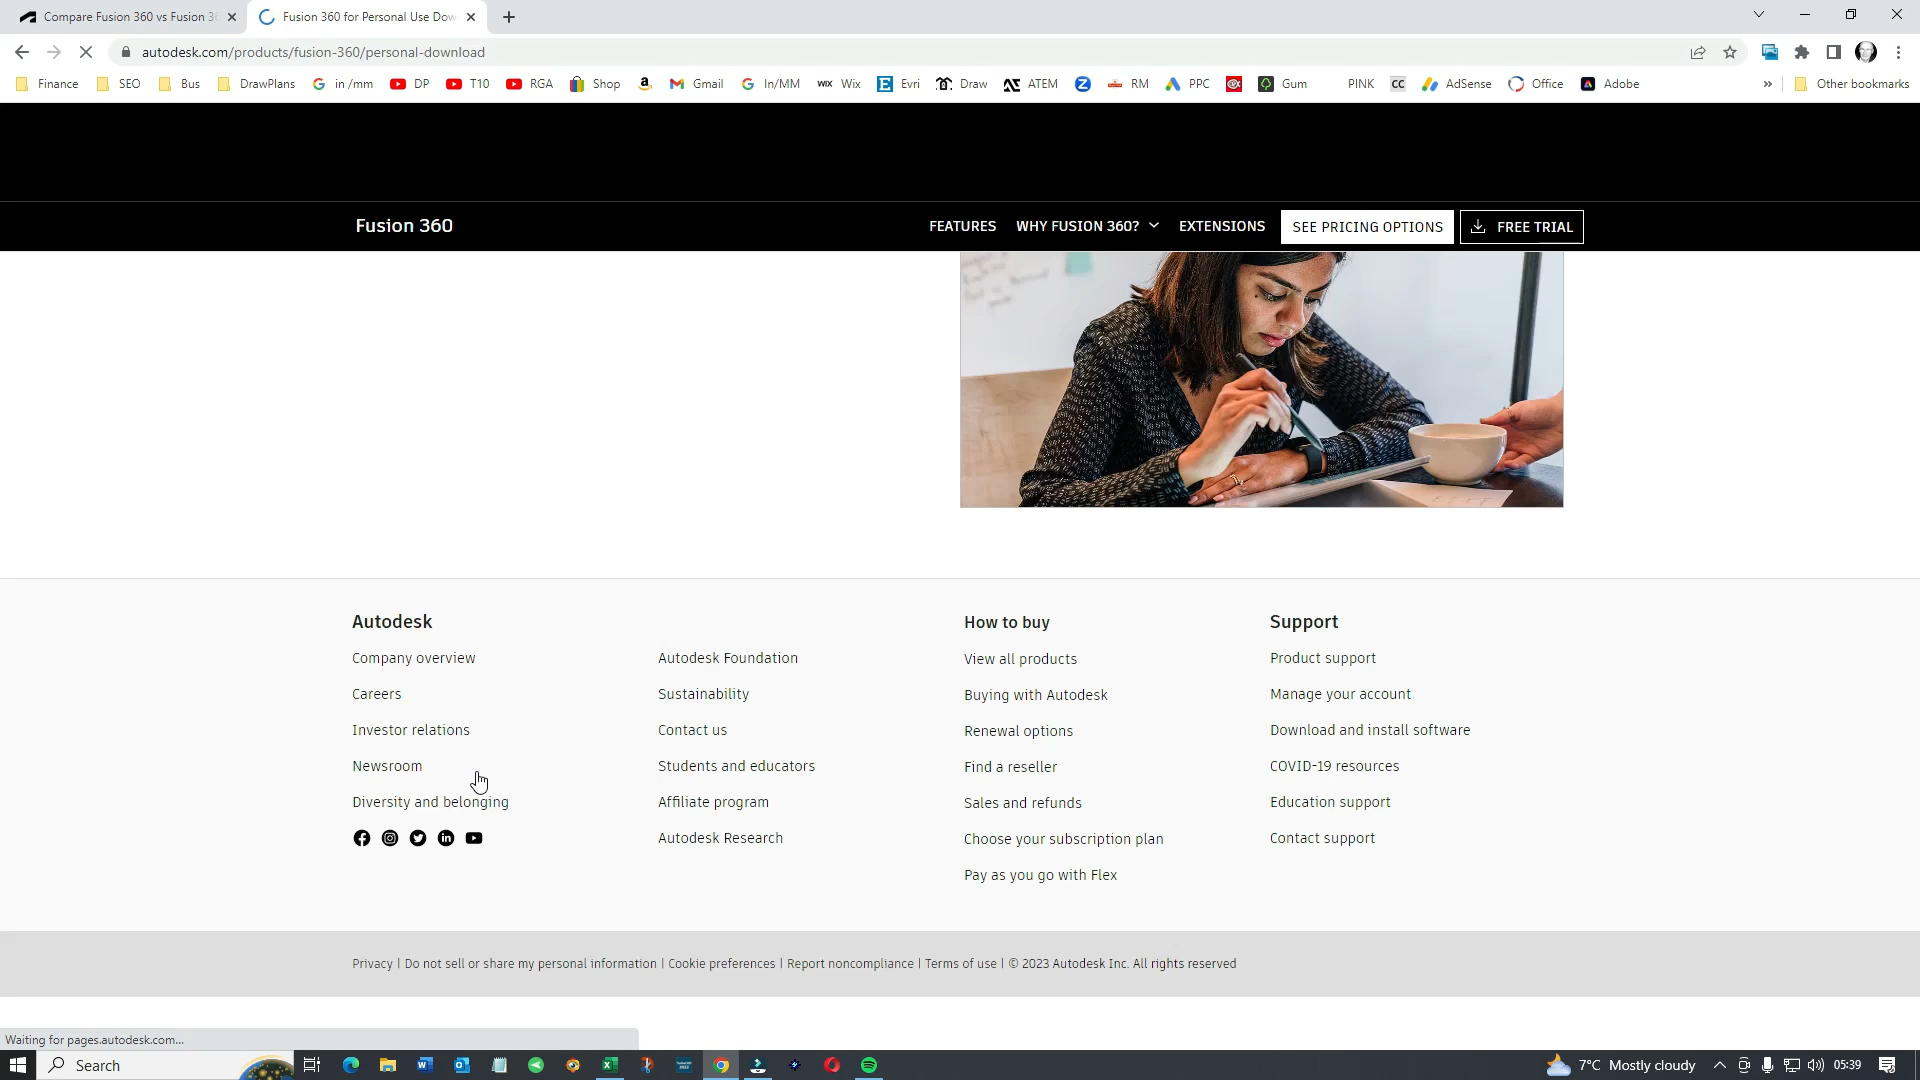 Compare Fusion 360 vs Fusion 36
Fusion 360 for Personal Use Dow
autodesk.com/products/fusion-360/personal-download
Finance SEO Bus DrawPlans in /mm DP T10 RGA Shop Gmail In/MM Wix Evri Draw ATEM RM PPC Gum PINK CC AdSense Office Adobe » Other bookmarks
Fusion 360 FEATURES WHY FUSION 360? EXTENSIONS SEE PRICING OPTIONS FREE TRIAL
Autodesk
Company overview
Careers
Investor relations
Newsroom
Diversity and belonging
Autodesk Foundation
Sustainability
Contact us
Students and educators
Affiliate program
Autodesk Research
How to buy
View all products
Buying with Autodesk
Renewal options
Find a reseller
Sales and refunds
Choose your subscription plan
Pay as you go with Flex
Support
Product support
Manage your account
Download and install software
COVID-19 resources
Education support
Contact support
Privacy | Do not sell or share my personal information | Cookie preferences | Report noncompliance | Terms of use | © 2023 Autodesk Inc. All rights reserved
Waiting for pages.autodesk.com...
Search 7°C Mostly cloudy 05:39